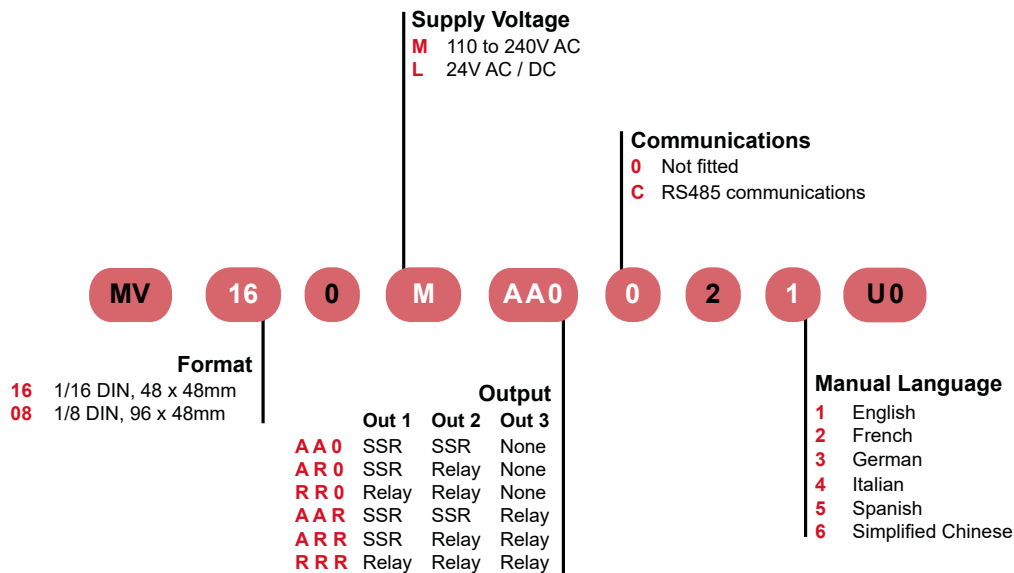 Supply Voltage
M 110 to 240V AC
L 24V AC / DC
Communications
0 Not fitted
C RS485 communications
MV 16 0 M AA0 0 2 1 U0
Format
16 1/16 DIN, 48 x 48mm
08 1/8 DIN, 96 x 48mm
Output
Out 1 Out 2 Out 3
A A 0 SSR SSR None
A R 0 SSR Relay None
R R 0 Relay Relay None
A A R SSR SSR Relay
A R R SSR Relay Relay
R R R Relay Relay Relay
Manual Language
1 English
2 French
3 German
4 Italian
5 Spanish
6 Simplified Chinese